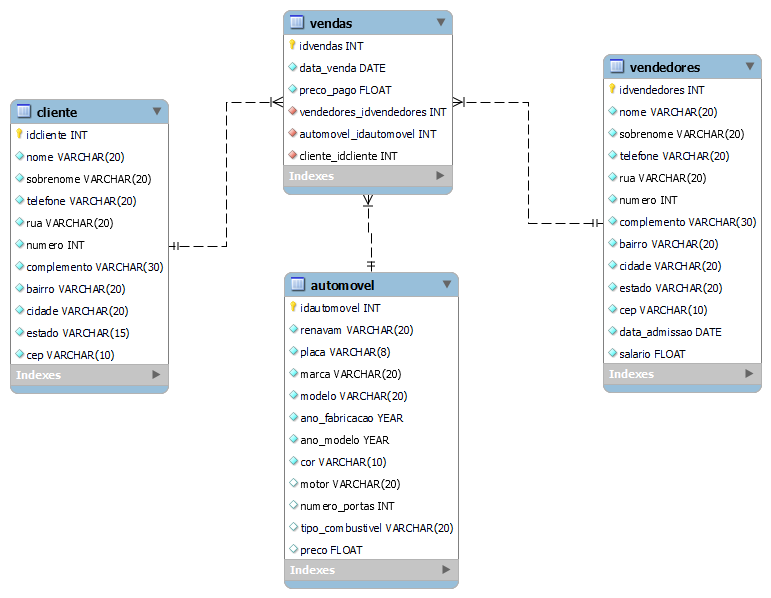 vendas
idvendas INT
data_venda DATE
preco_pago FLOAT
vendedores_idvendedores INT
automovel_idautomovel INT
cliente_idcliente INT
Indexes
cliente
idcliente INT
nome VARCHAR(20)
sobrenome VARCHAR(20)
telefone VARCHAR(20)
rua VARCHAR(20)
numero INT
complemento VARCHAR(30)
bairro VARCHAR(20)
cidade VARCHAR(20)
estado VARCHAR(15)
cep VARCHAR(10)
Indexes
automovel
idautomovel INT
renavam VARCHAR(20)
placa VARCHAR(8)
marca VARCHAR(20)
modelo VARCHAR(20)
ano_fabricacao YEAR
ano_modelo YEAR
cor VARCHAR(10)
motor VARCHAR(20)
numero_portas INT
tipo_combustivel VARCHAR(20)
preco FLOAT
Indexes
vendedores
idvendedores INT
nome VARCHAR(20)
sobrenome VARCHAR(20)
telefone VARCHAR(20)
rua VARCHAR(20)
numero INT
complemento VARCHAR(30)
bairro VARCHAR(20)
cidade VARCHAR(20)
estado VARCHAR(20)
cep VARCHAR(10)
data_admissao DATE
salario FLOAT
Indexes